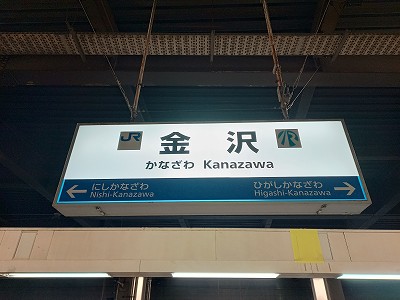 JR 金沢 IR
かなざわ Kanazawa
← にしかなざわ ひがしかなざわ →
Nishi-Kanazawa Higashi-Kanazawa